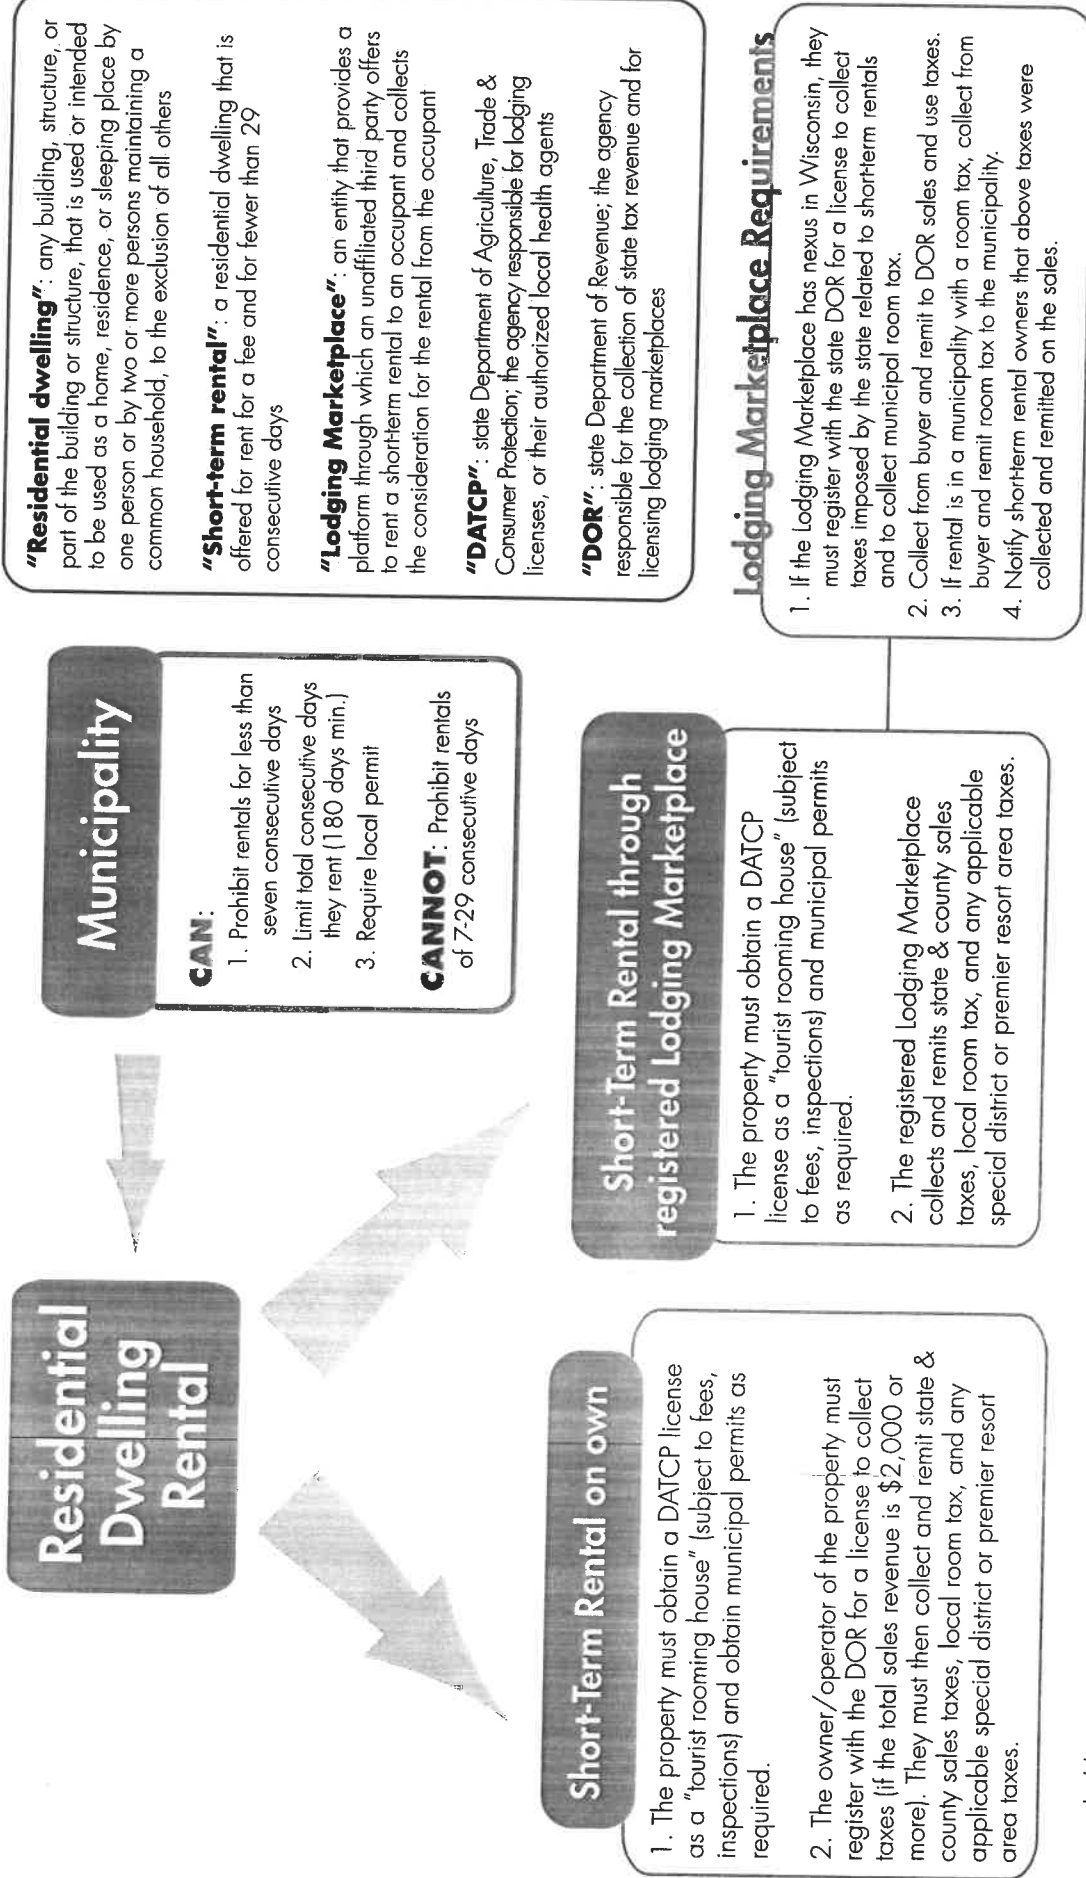 Residential
Dwelling
Rental
Municipality
CAN:
1. Prohibit rentals for less than
seven consecutive days
2. Limit total consecutive days
they rent (180 days min.)
3. Require local permit
CANNOT: Prohibit rentals
of 7-29 consecutive days
"Residential dwelling": any building, structure, or
part of the building or structure, that is used or intended
to be used as a home, residence, or sleeping place by
one person or by two or more persons maintaining a
common household, to the exclusion of all others
"Short-term rental": a residential dwelling that is
offered for rent for a fee and for fewer than 29
consecutive days
"Lodging Marketplace": an entity that provides a
platform through which an unaffiliated third party offers
to rent a short-term rental to an occupant and collects
the consideration for the rental from the occupant
"DATCP": state Department of Agriculture, Trade &
Consumer Protection; the agency responsible for lodging
licenses, or their authorized local health agents
"DOR": state Department of Revenue; the agency
responsible for the collection of state tax revenue and for
licensing lodging marketplaces
Short-Term Rental on own
1. The property must obtain a DATCP license
as a "tourist rooming house" (subject to fees,
inspections) and obtain municipal permits as
required.
2. The owner/operator of the property must
register with the DOR for a license to collect
taxes (if the total sales revenue is $2,000 or
more). They must then collect and remit state &
county sales taxes, local room tax, and any
applicable special district or premier resort
area taxes.
Short-Term Rental through
registered Lodging Marketplace
1. The property must obtain a DATCP
license as a "tourist rooming house" (subject
to fees, inspections) and municipal permits
as required.
2. The registered Lodging Marketplace
collects and remits state & county sales
taxes, local room tax, and any applicable
special district or premier resort area taxes.
Lodging Marketplace Requirements
1. If the Lodging Marketplace has nexus in Wisconsin, they
must register with the state DOR for a license to collect
taxes imposed by the state related to short-term rentals
and to collect municipal room tax.
2. Collect from buyer and remit to DOR sales and use taxes.
3. If rental is in a municipality with a room tax, collect from
buyer and remit room tax to the municipality.
4. Notify short-term rental owners that above taxes were
collected and remitted on the sales.